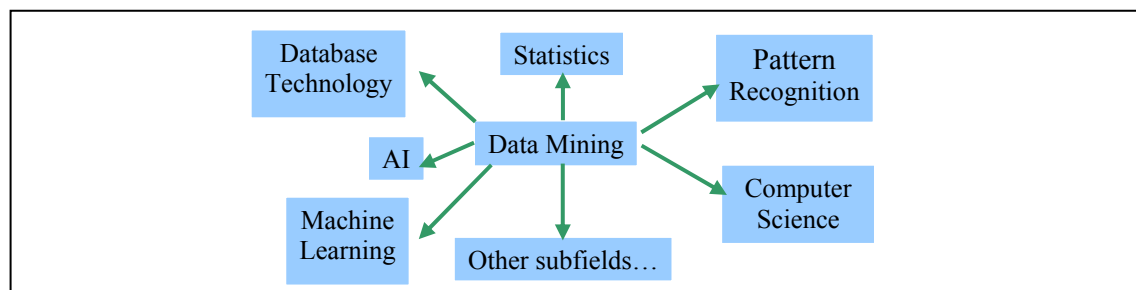 Database
Technology
Statistics
Pattern
Recognition
AI
Data Mining
Machine
Learning
Other subfields…
Computer
Science